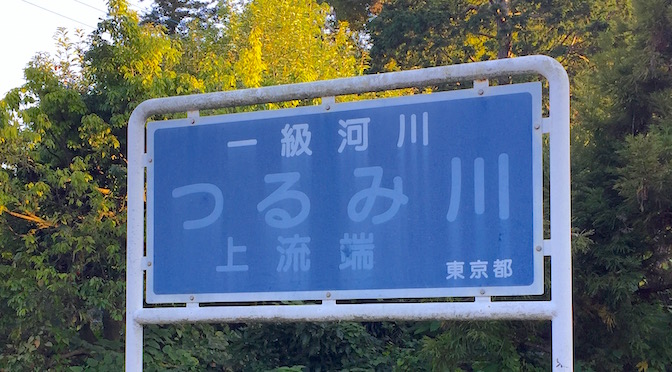 一級河川
つるみ川
上流端
東京都